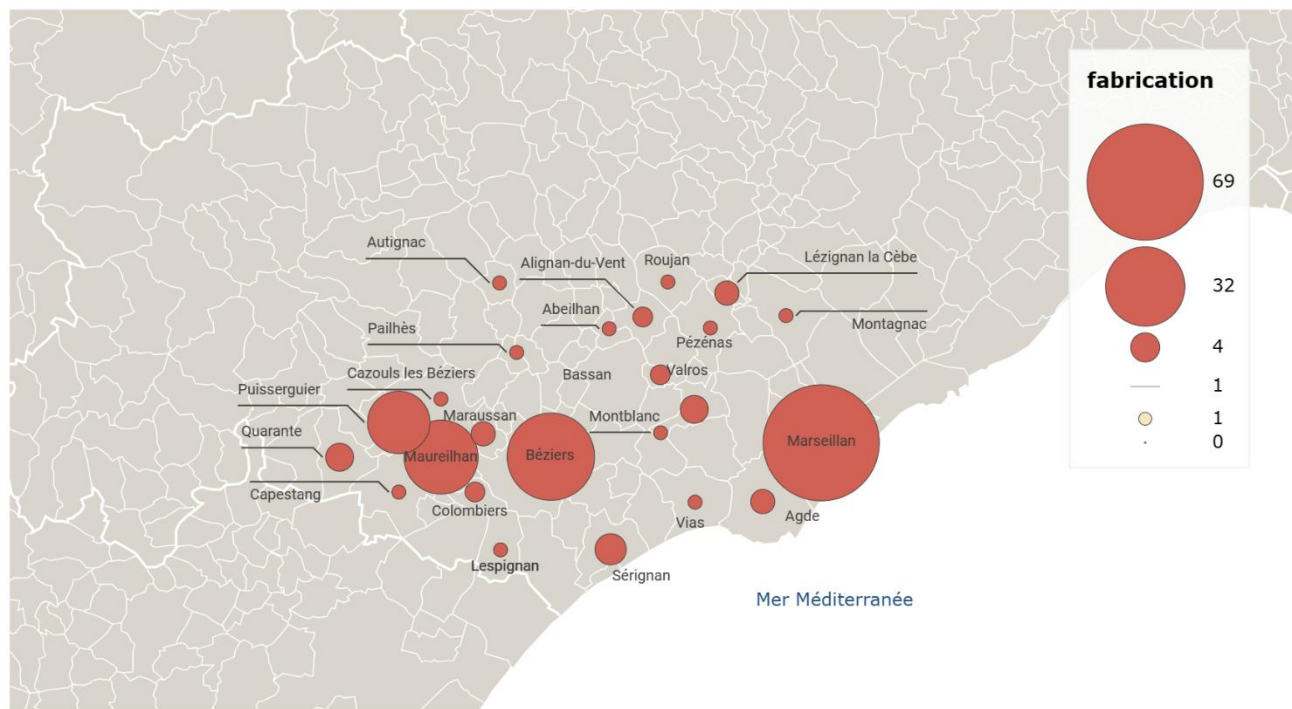 fabrication
69
32
4
1
1
0
Autignac
Alignan-du-Vent
Roujan
Lézignan la Cèbe
Abeilhan
Montagnac
Pailhès
Pézénas
Cazouls les Béziers
Bassan
Valros
Puisserguier
Maraussan
Montblanc
Quarante
Maureilhan
Béziers
Marseillan
Capestang
Colombiers
Vias
Agde
Lespignan
Sérignan
Mer Méditerranée